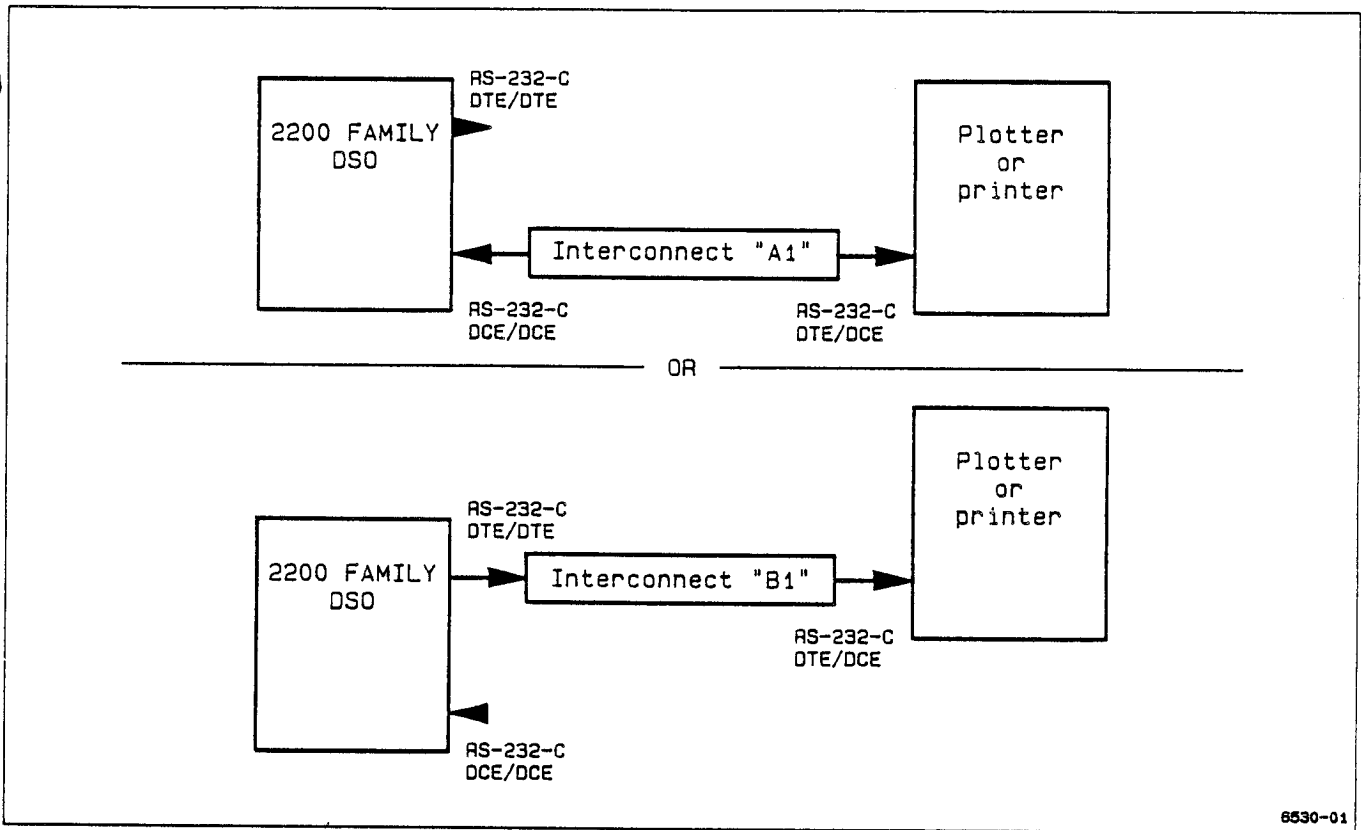 RS-232-C
DTE/DTE
2200 FAMILY
DSO
Plotter
or
printer
Interconnect "A1"
RS-232-C
DCE/DCE
RS-232-C
DTE/DCE
OR
Plotter
or
printer
RS-232-C
DTE/DTE
2200 FAMILY
DSO
Interconnect "B1"
RS-232-C
DTE/DCE
RS-232-C
DCE/DCE
6530-01